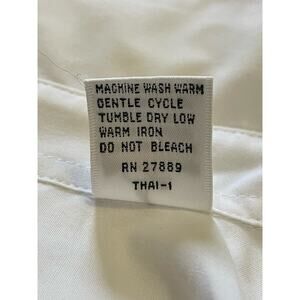 MACHINE WASH WARM
GENTLE CYCLE
TUMBLE DRY LOW
WARM IRON
DO NOT BLEACH
RN 27889
THAI-1